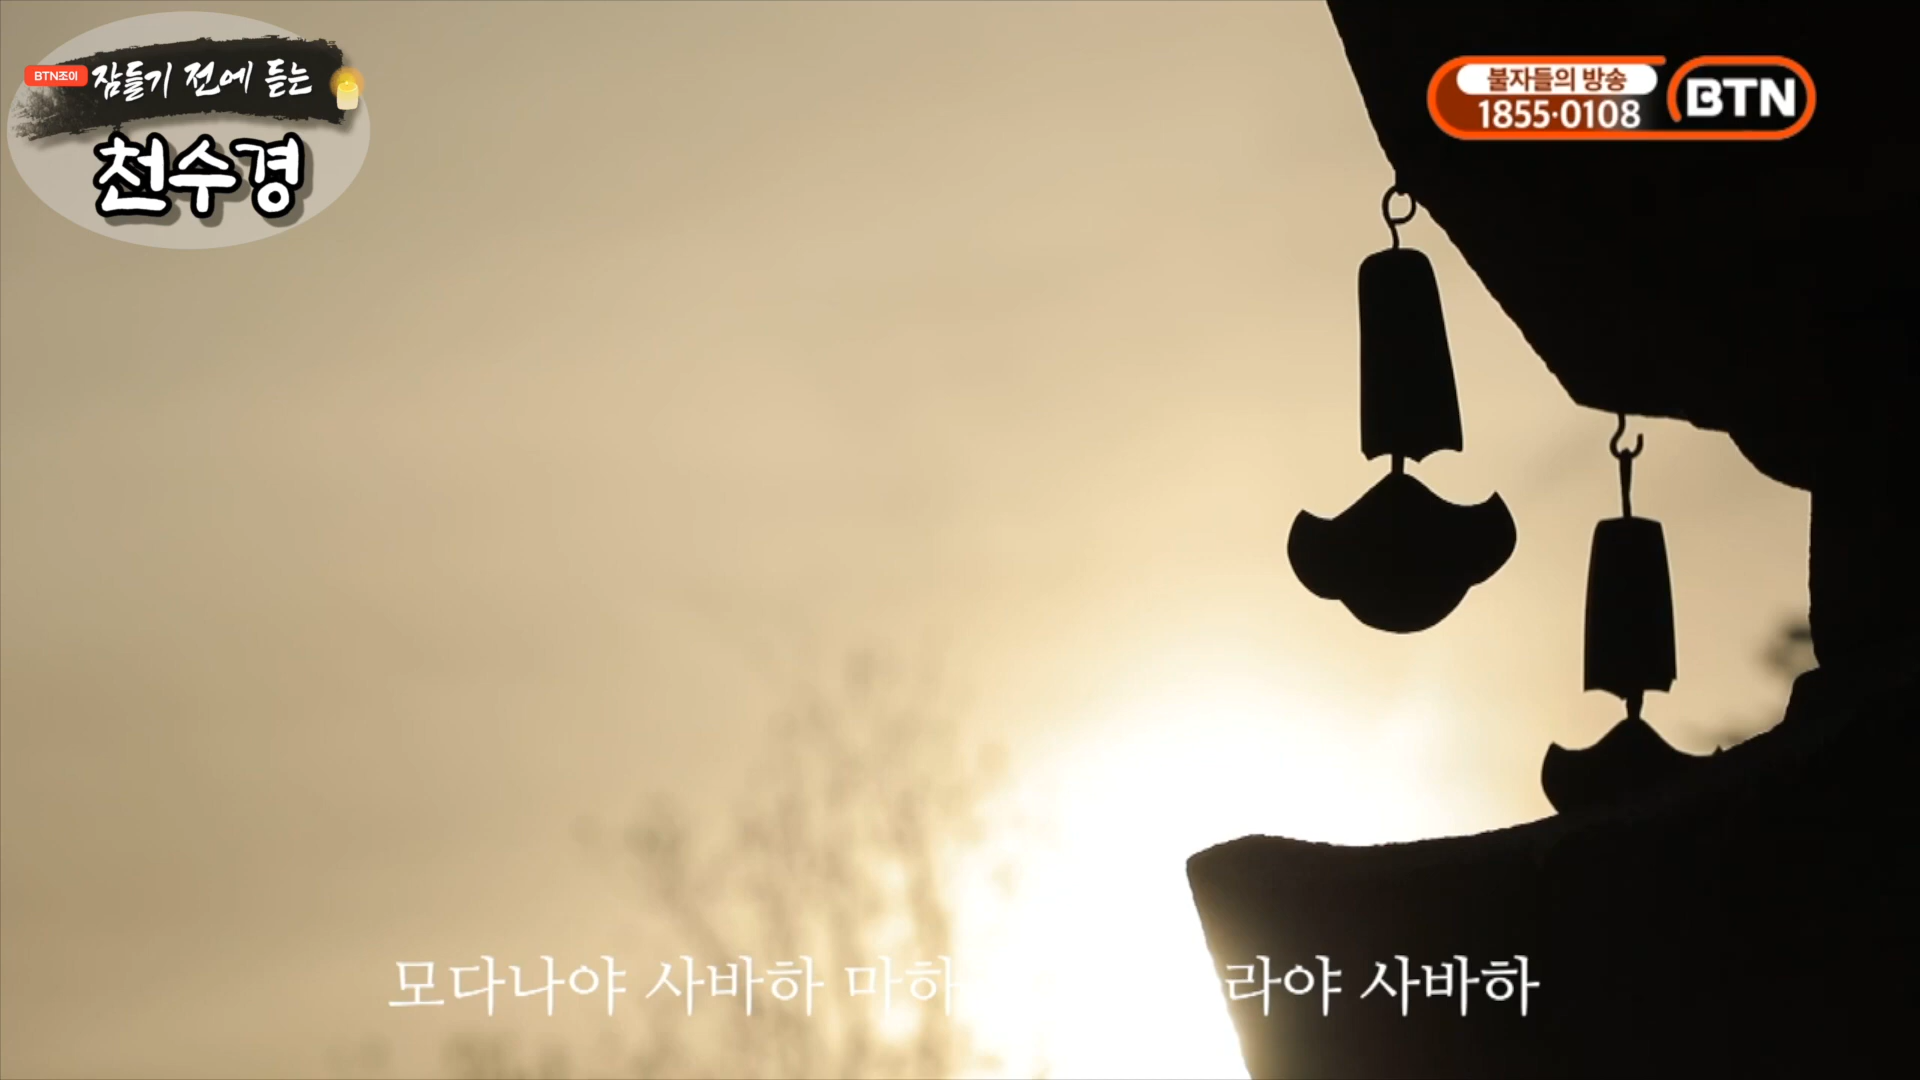 BTN조이
잠들기 전에 듣는
천수경
불자들의 방송
1855·0108
BTN
모다나야 사바하 마하 라야 사바하